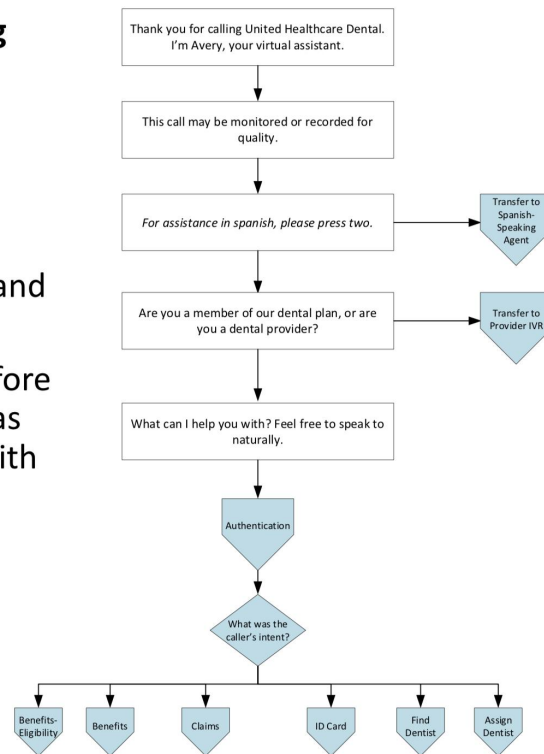 g
and
fore
as
ith
Thank you for calling United Healthcare Dental.
I'm Avery, your virtual assistant.
This call may be monitored or recorded for
quality.
For assistance in spanish, please press two.
Transfer to
Spanish-
Speaking
Agent
Are you a member of our dental plan, or are
you a dental provider?
Transfer to
Provider IVR
What can I help you with? Feel free to speak to
naturally.
Authentication
What was the
caller's intent?
Benefits-
Eligibility
Benefits
Claims
ID Card
Find
Dentist
Assign
Dentist